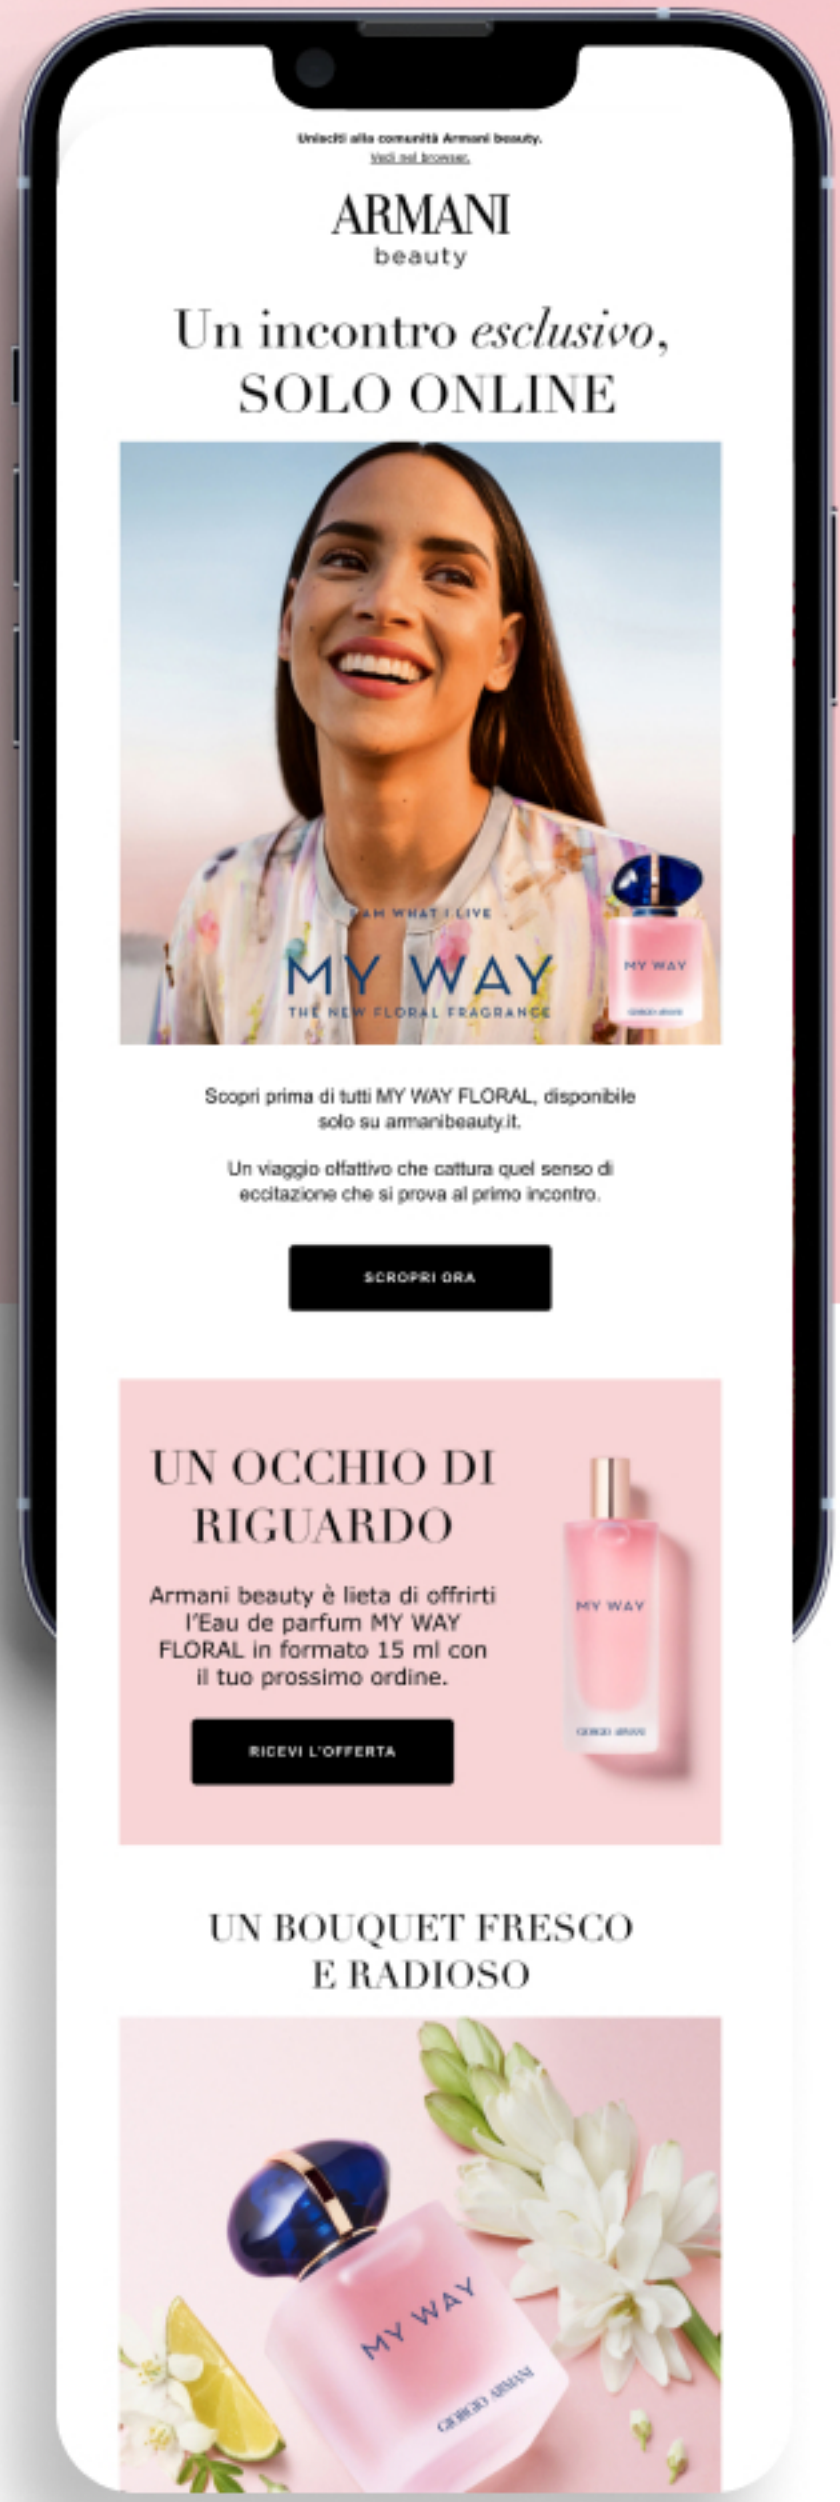 Unisciti alla comunità Armani beauty.
Vedi nel browser.
ARMANI
beauty
Un incontro esclusivo,
SOLO ONLINE
I AM WHAT I LIVE
MY WAY
THE NEW FLORAL FRAGRANCE
MY WAY
GIORGIO ARMANI
Scopri prima di tutti MY WAY FLORAL, disponibile
solo su armanibeauty.it.
Un viaggio olfattivo che cattura quel senso di
eccitazione che si prova al primo incontro.
SCROPRI ORA
UN OCCHIO DI
RIGUARDO
Armani beauty è lieta di offrirti
l'Eau de parfum MY WAY
FLORAL in formato 15 ml con
il tuo prossimo ordine.
RICEVI L'OFFERTA
MY WAY
GIORGIO ARMANI
UN BOUQUET FRESCO
E RADIOSO
MY WAY
GIORGIO ARMANI